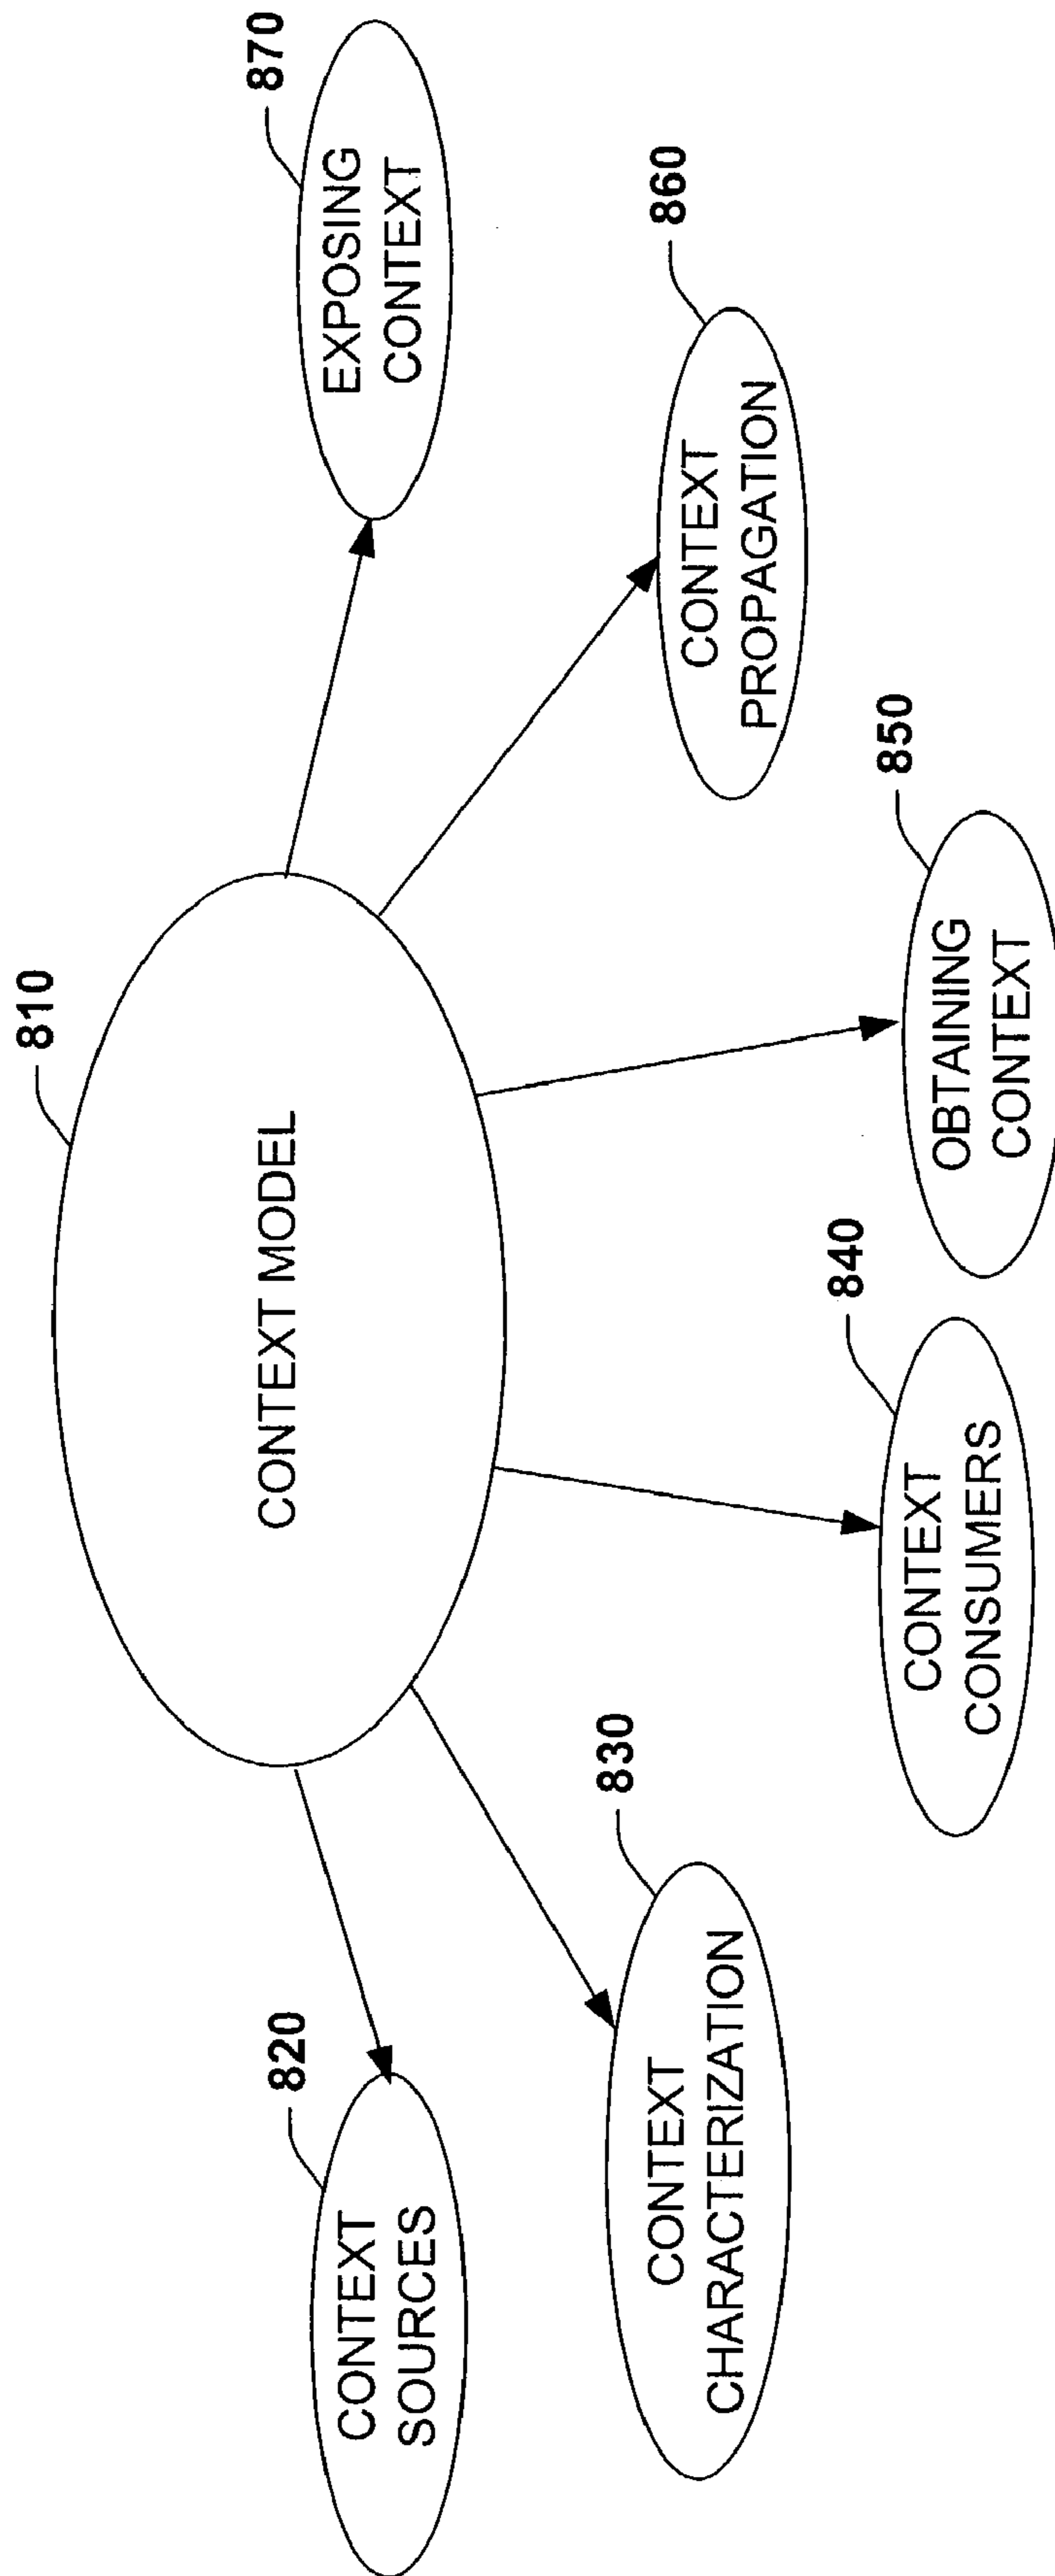 810
CONTEXT MODEL
820
CONTEXT
SOURCES
830
CONTEXT
CHARACTERIZATION
840
CONTEXT
CONSUMERS
850
OBTAINING
CONTEXT
860
CONTEXT
PROPAGATION
870
EXPOSING
CONTEXT